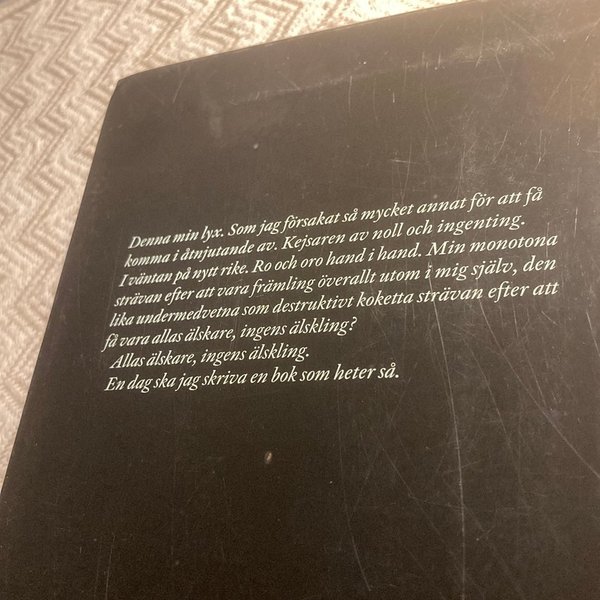 Denna min lyx. Som jag försakat så mycket annat för att få
komma i åtnjutande av. Kejsaren av noll och ingenting.
I väntan på nytt rike. Ro och oro hand i hand. Min monotona
strävan efter att vara främling överallt utom i mig själv, den
lika undermedvetna som destruktivt koketta strävan efter att
få vara allas älskare, ingens älskling?
Allas älskare, ingens älskling.
En dag ska jag skriva en bok som heter så.